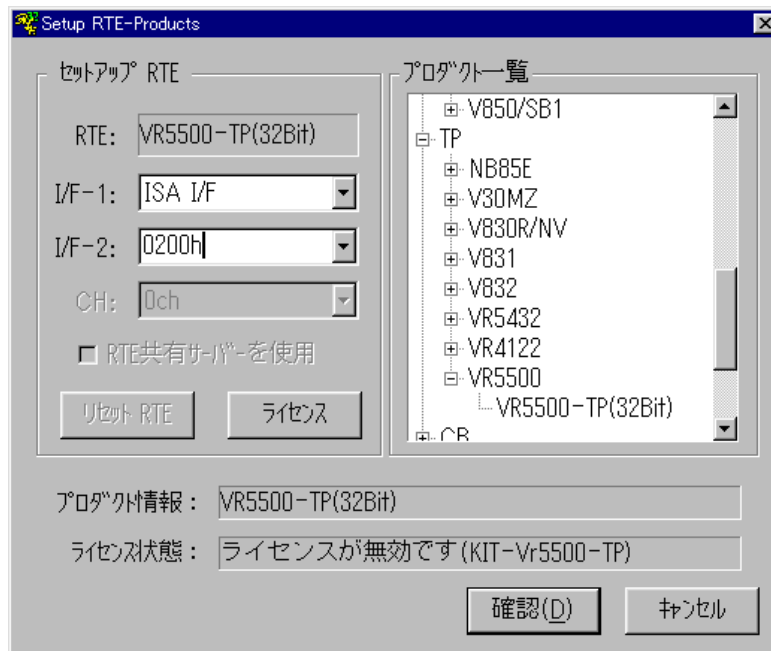 Setup RTE-Products
ｾｯﾄｱｯﾌﾟ RTE
RTE: VR5500-TP(32Bit)
I/F-1: ISA I/F
I/F-2: 0200h
CH: 0ch
RTE共有ｻｰﾊﾞｰを使用
ﾘｾｯﾄ RTE
ﾗｲｾﾝｽ
ﾌﾟﾛﾀﾞｸﾄ一覧
V850/SB1
TP
NB85E
V30MZ
V830R/NV
V831
V832
VR5432
VR4122
VR5500
VR5500-TP(32Bit)
CB
ﾌﾟﾛﾀﾞｸﾄ情報： VR5500-TP(32Bit)
ﾗｲｾﾝｽ状態： ライセンスが無効です(KIT-Vr5500-TP)
確認(D)
ｷｬﾝｾﾙ